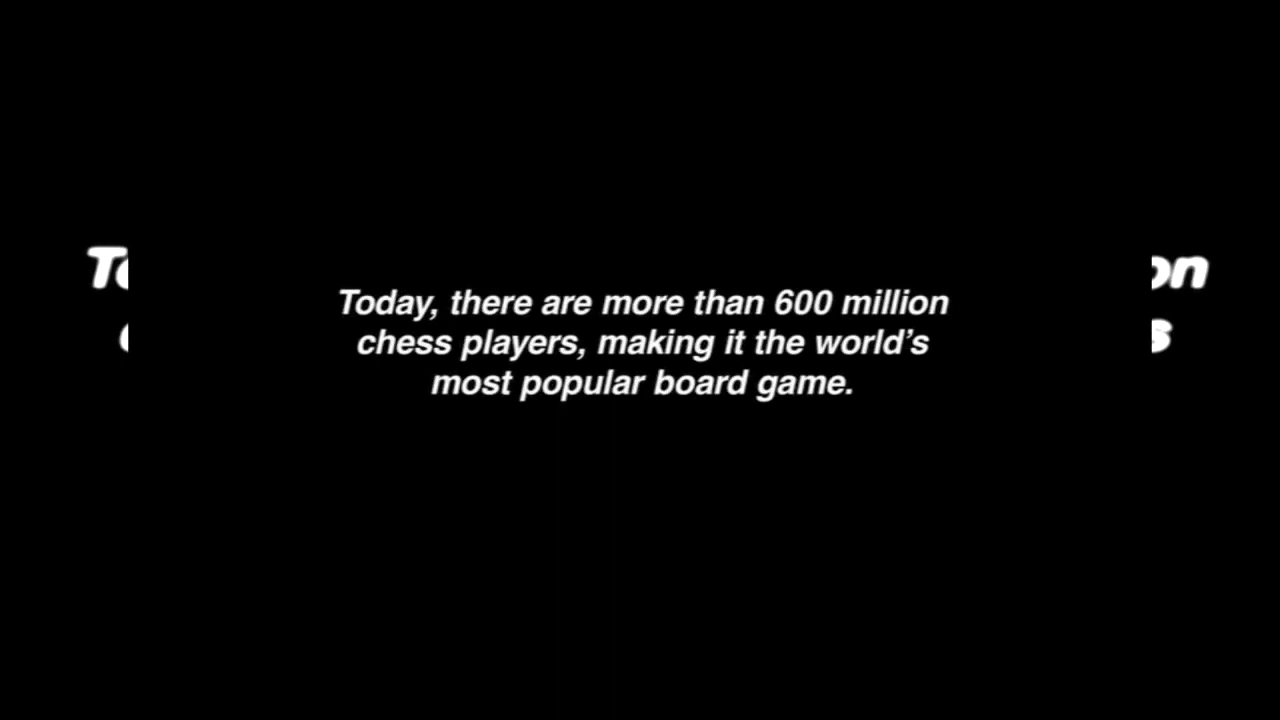 Today, there are more than 600 million
chess players, making it the world’s
most popular board game.